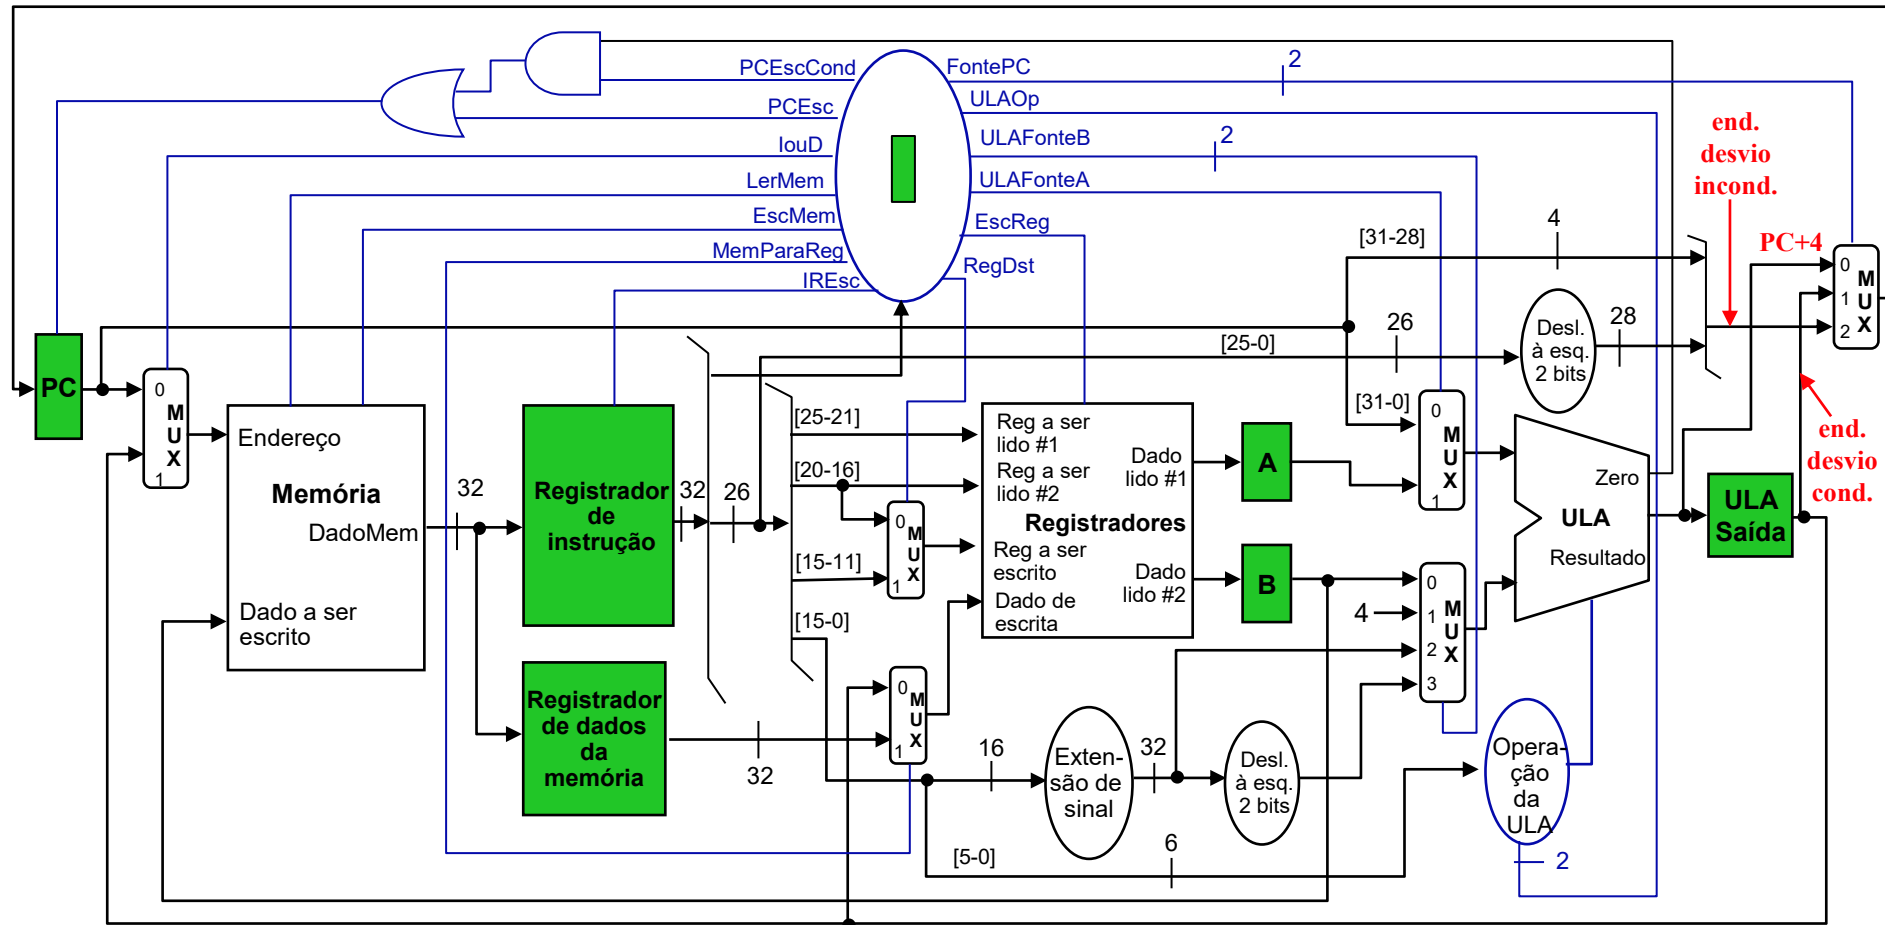 PCEscCond
PCEsc
IouD
LerMem
EscMem
MemParaReg
IREsc
FontePC
ULAOp
ULAFonteB
ULAFonteA
EscReg
RegDst
2
2
end.
desvio
incond.
PC+4
[31-28]
4
0
1
2
M
U
X
Desl.
à esq.
2 bits
28
26
[25-0]
PC
0
M
U
X
1
Endereço
Memória
DadoMem
Dado a ser
escrito
32
Registrador
de
instrução
32
26
Registrador
de dados
da
memória
32
[25-21]
[20-16]
[15-11]
[15-0]
0
M
U
X
1
0
M
U
X
1
Reg a ser
lido #1
Reg a ser
lido #2
Registradores
Reg a ser
escrito
Dado de
escrita
Dado
lido #1
Dado
lido #2
A
B
[31-0]
0
M
U
X
1
0
4
1
2
3
M
U
X
Zero
ULA
Resultado
ULA
Saída
end.
desvio
cond.
16
Exten-
são de
sinal
32
Desl.
à esq.
2 bits
Opera-
ção
da
ULA
[5-0]
6
2